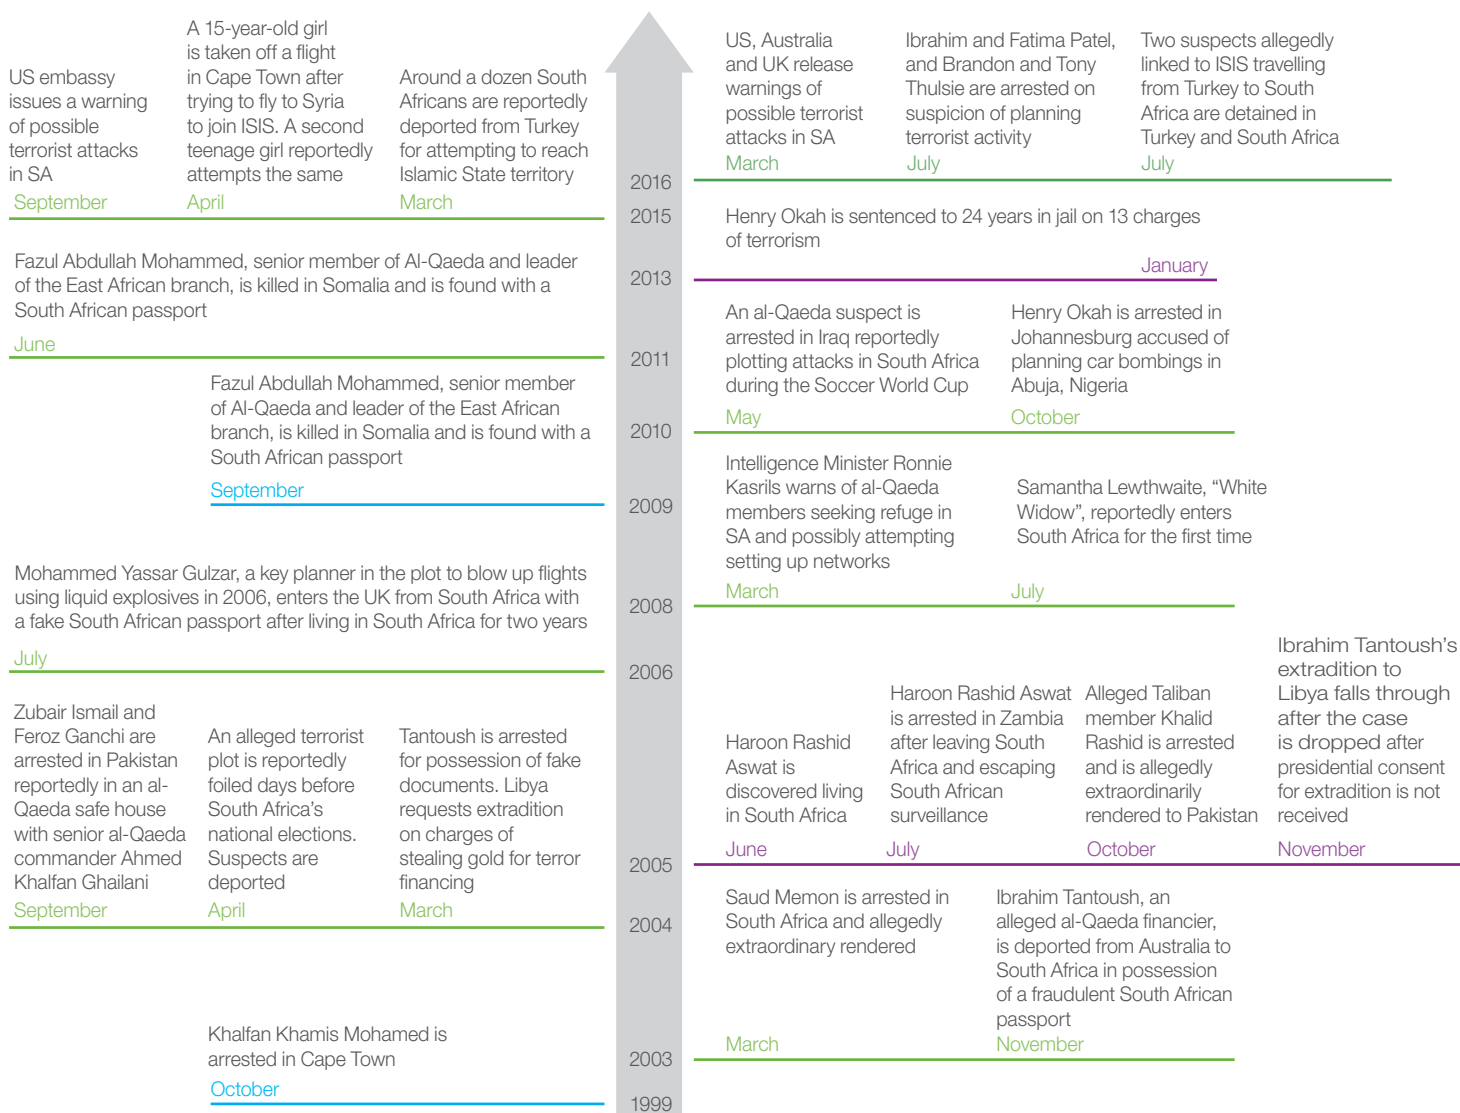 US embassy
issues a warning
of possible
terrorist attacks
in SA
September
A 15-year-old girl
is taken off a flight
in Cape Town after
trying to fly to Syria
to join ISIS. A second
teenage girl reportedly
attempts the same
April
Around a dozen South
Africans are reportedly
deported from Turkey
for attempting to reach
Islamic State territory
March
US, Australia
and UK release
warnings of
possible terrorist
attacks in SA
March
Ibrahim and Fatima Patel,
and Brandon and Tony
Thulsie are arrested on
suspicion of planning
terrorist activity
July
Two suspects allegedly
linked to ISIS travelling
from Turkey to South
Africa are detained in
Turkey and South Africa
July
2016
2015
Henry Okah is sentenced to 24 years in jail on 13 charges
of terrorism
January
2013
Fazul Abdullah Mohammed, senior member of Al-Qaeda and leader
of the East African branch, is killed in Somalia and is found with a
South African passport
June
2011
An al-Qaeda suspect is
arrested in Iraq reportedly
plotting attacks in South Africa
during the Soccer World Cup
May
Henry Okah is arrested in
Johannesburg accused of
planning car bombings in
Abuja, Nigeria
October
2010
Fazul Abdullah Mohammed, senior member
of Al-Qaeda and leader of the East African
branch, is killed in Somalia and is found with a
South African passport
September
2009
Intelligence Minister Ronnie
Kasrils warns of al-Qaeda
members seeking refuge in
SA and possibly attempting
setting up networks
March
Samantha Lewthwaite, “White
Widow”, reportedly enters
South Africa for the first time
July
2008
Mohammed Yassar Gulzar, a key planner in the plot to blow up flights
using liquid explosives in 2006, enters the UK from South Africa with
a fake South African passport after living in South Africa for two years
July
2006
Haroon Rashid
Aswat is
discovered living
in South Africa
June
Haroon Rashid Aswat
is arrested in Zambia
after leaving South
Africa and escaping
South African
surveillance
July
Alleged Taliban
member Khalid
Rashid is arrested
and is allegedly
extraordinarily
rendered to Pakistan
October
Ibrahim Tantoush’s
extradition to
Libya falls through
after the case
is dropped after
presidential consent
for extradition is not
received
November
2005
Zubair Ismail and
Feroz Ganchi are
arrested in Pakistan
reportedly in an al-
Qaeda safe house
with senior al-Qaeda
commander Ahmed
Khalfan Ghailani
September
An alleged terrorist
plot is reportedly
foiled days before
South Africa’s
national elections.
Suspects are
deported
April
Tantoush is arrested
for possession of fake
documents. Libya
requests extradition
on charges of
stealing gold for terror
financing
March
2004
Saud Memon is arrested in
South Africa and allegedly
extraordinary rendered
March
Ibrahim Tantoush, an
alleged al-Qaeda financier,
is deported from Australia to
South Africa in possession
of a fraudulent South African
passport
November
2003
Khalfan Khamis Mohamed is
arrested in Cape Town
October
1999